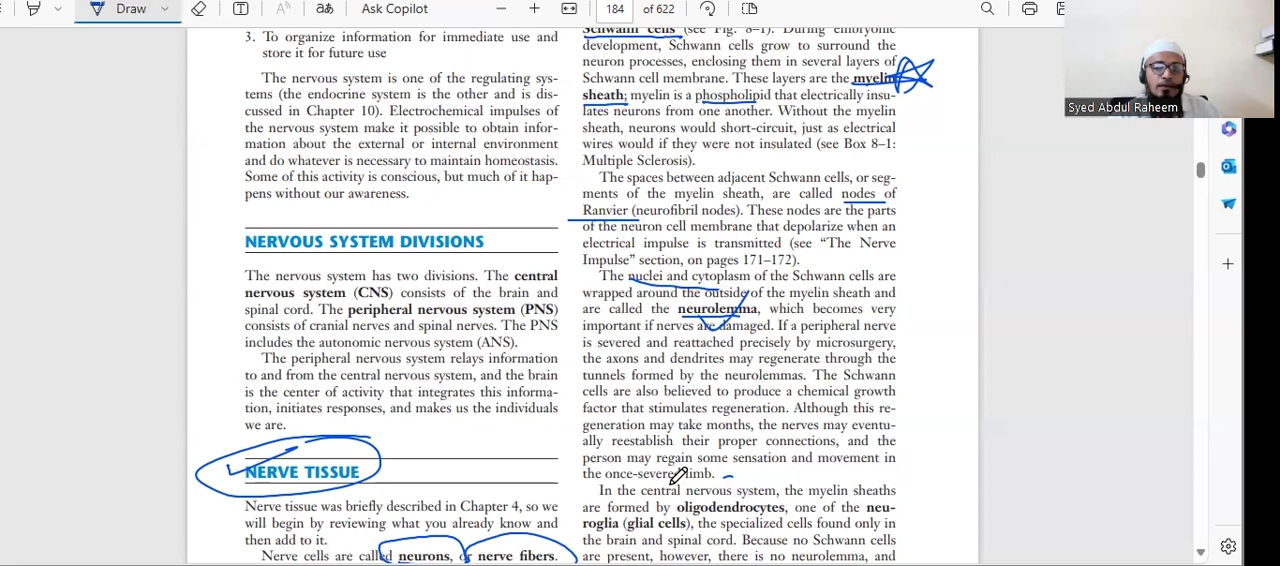 Draw
Ask Copilot
184 of 622
Syed Abdul Raheem
3. To organize information for immediate use and
store it for future use
The nervous system is one of the regulating sys-
tems (the endocrine system is the other and is dis-
cussed in Chapter 10). Electrochemical impulses of
the nervous system make it possible to obtain infor-
mation about the external or internal environment
and do whatever is necessary to maintain homeostasis.
Some of this activity is conscious, but much of it hap-
pens without our awareness.
NERVOUS SYSTEM DIVISIONS
The nervous system has two divisions. The central
nervous system (CNS) consists of the brain and
spinal cord. The peripheral nervous system (PNS)
consists of cranial nerves and spinal nerves. The PNS
includes the autonomic nervous system (ANS).
The peripheral nervous system relays information
to and from the central nervous system, and the brain
is the center of activity that integrates this informa-
tion, initiates responses, and makes us the individuals
we are.
NERVE TISSUE
Nerve tissue was briefly described in Chapter 4, so we
will begin by reviewing what you already know and
then add to it.
Nerve cells are called neurons, or nerve fibers.
Schwann cells (see Fig. 8–1). During embryonic
development, Schwann cells grow to surround the
neuron processes, enclosing them in several layers of
Schwann cell membrane. These layers are the myelin
sheath; myelin is a phospholipid that electrically insu-
lates neurons from one another. Without the myelin
sheath, neurons would short-circuit, just as electrical
wires would if they were not insulated (see Box 8–1:
Multiple Sclerosis).
The spaces between adjacent Schwann cells, or seg-
ments of the myelin sheath, are called nodes of
Ranvier (neurofibril nodes). These nodes are the parts
of the neuron cell membrane that depolarize when an
electrical impulse is transmitted (see “The Nerve
Impulse” section, on pages 171–172).
The nuclei and cytoplasm of the Schwann cells are
wrapped around the outside of the myelin sheath and
are called the neurolemma, which becomes very
important if nerves are damaged. If a peripheral nerve
is severed and reattached precisely by microsurgery,
the axons and dendrites may regenerate through the
tunnels formed by the neurolemmas. The Schwann
cells are also believed to produce a chemical growth
factor that stimulates regeneration. Although this re-
generation may take months, the nerves may eventu-
ally reestablish their proper connections, and the
person may regain some sensation and movement in
the once-severed limb.
In the central nervous system, the myelin sheaths
are formed by oligodendrocytes, one of the neu-
roglia (glial cells), the specialized cells found only in
the brain and spinal cord. Because no Schwann cells
are present, however, there is no neurolemma, and